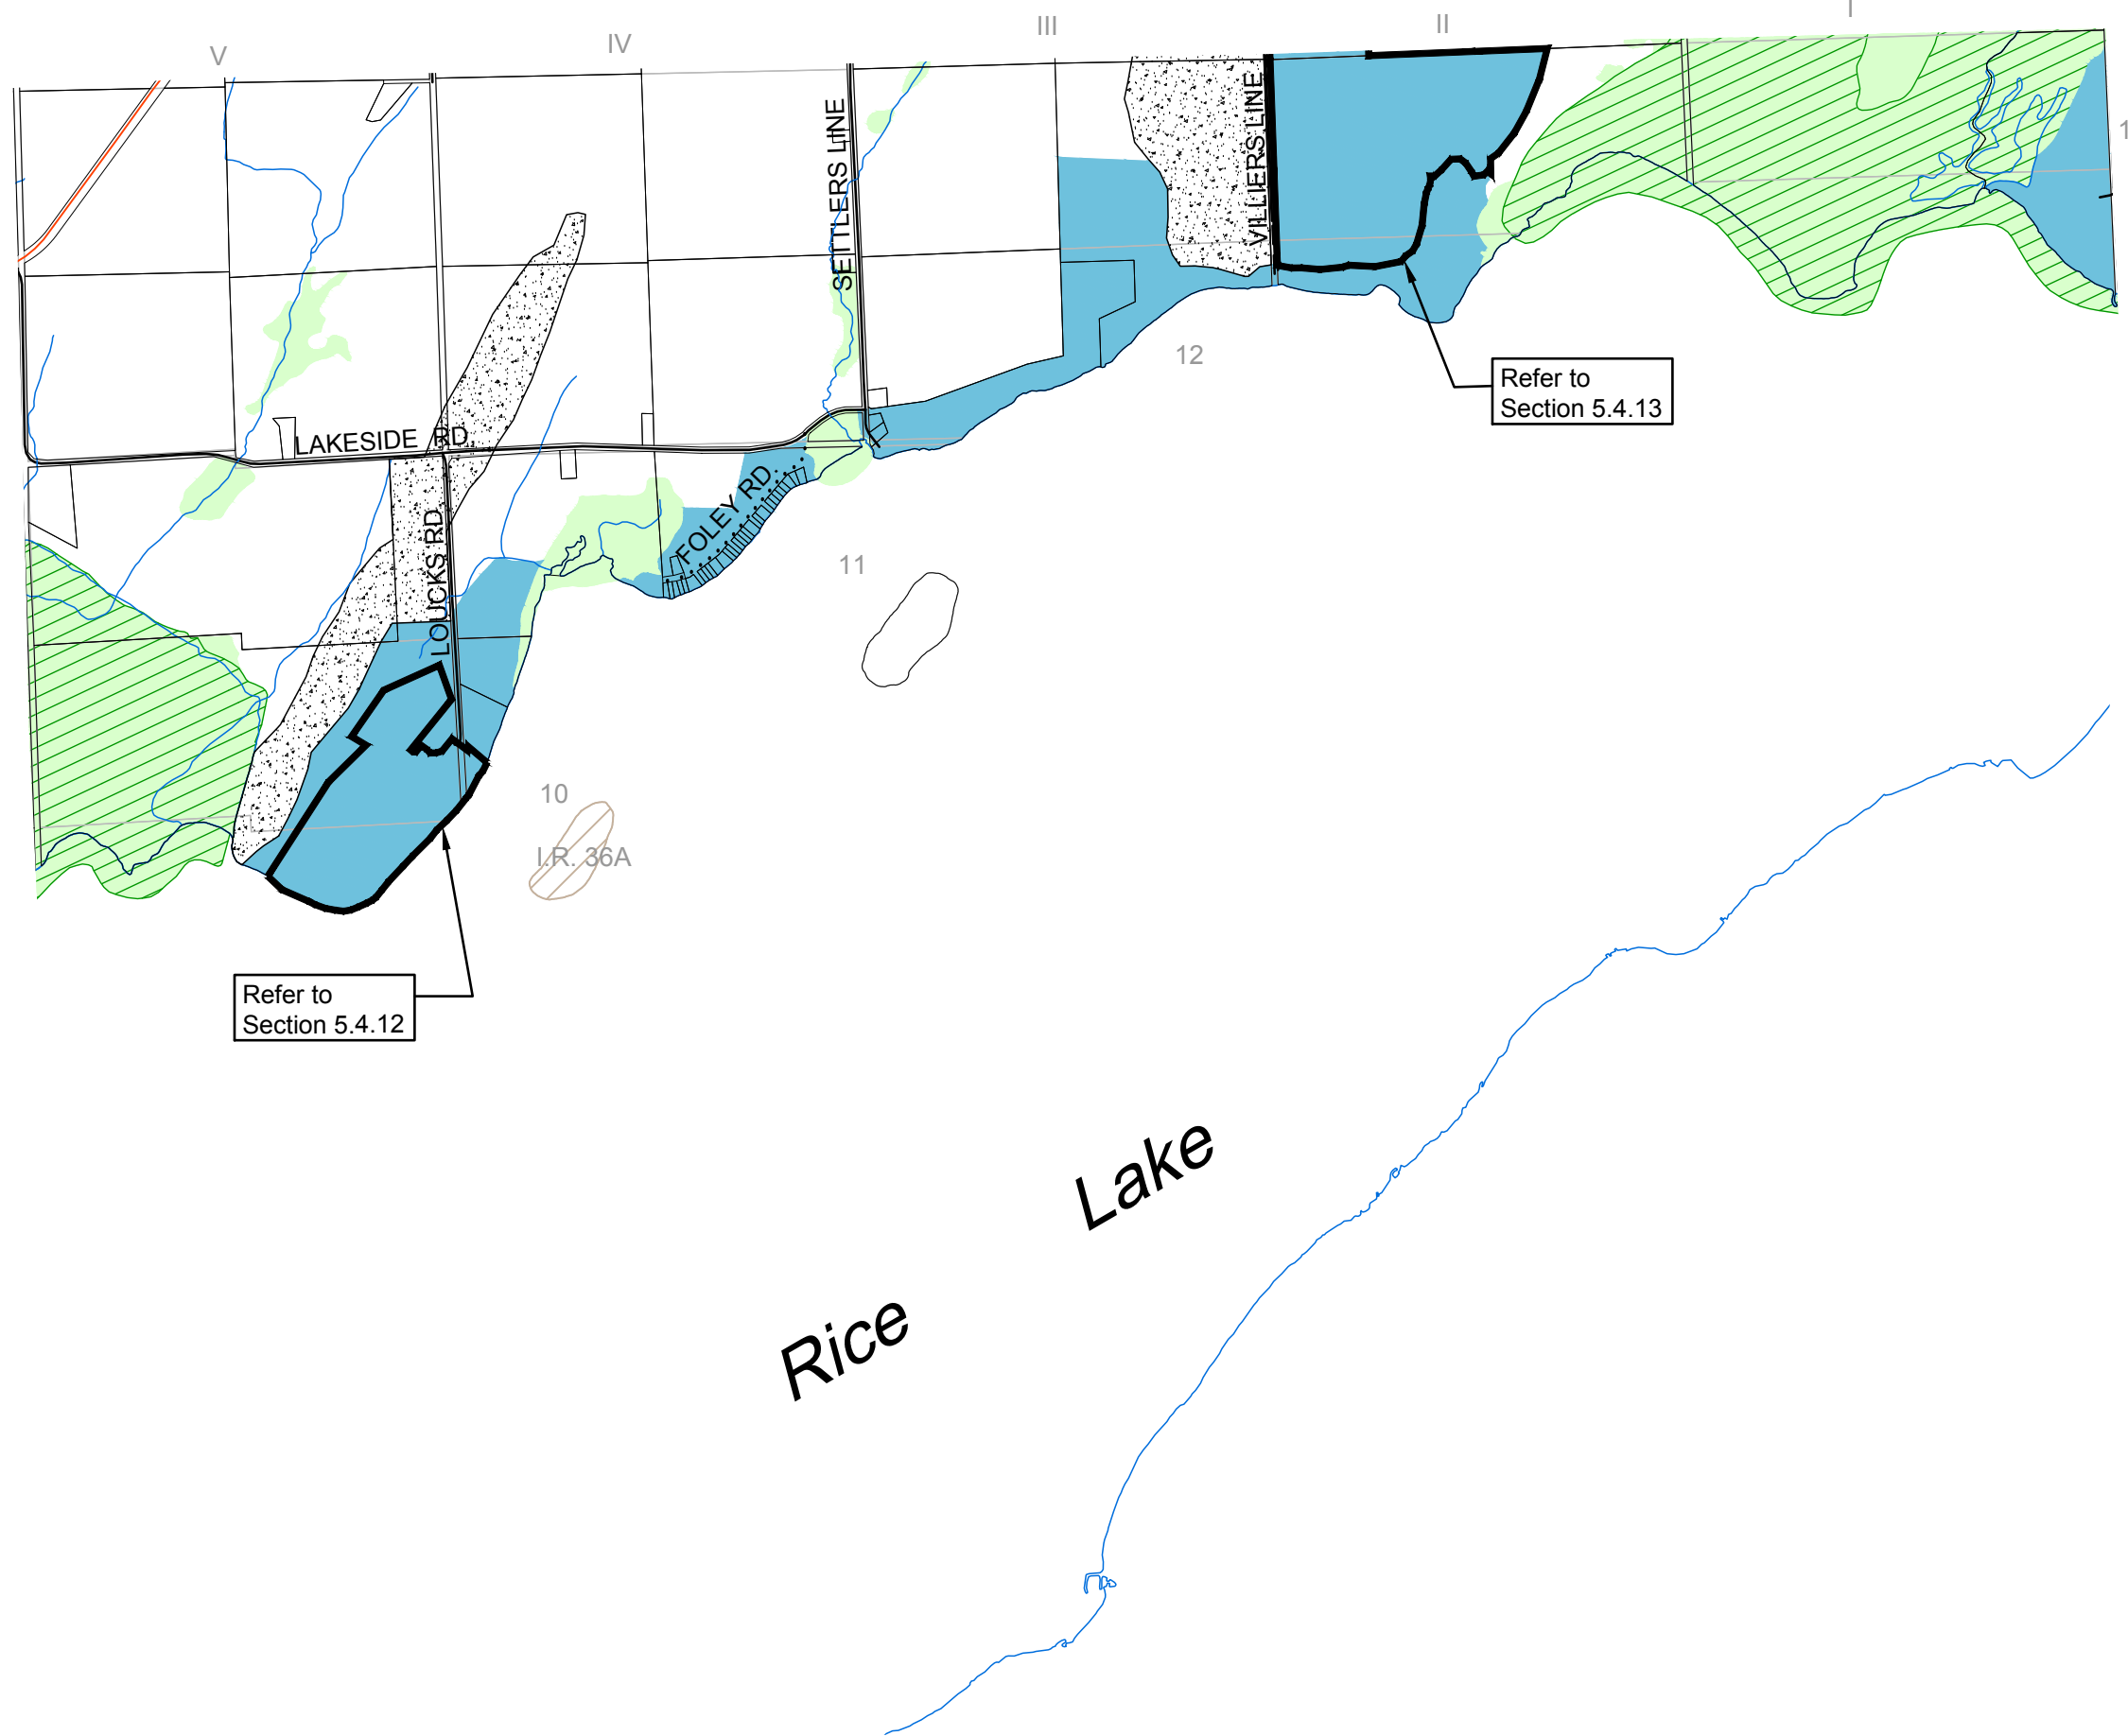 V
IV
III
II
I
SETTLERS LINE
VILLIERS LINE
12
Refer to
Section 5.4.13
LAKESIDE RD.
FOLEY RD.
LOUCKS RD.
11
10
I.R. 36A
Refer to
Section 5.4.12
Lake
Rice